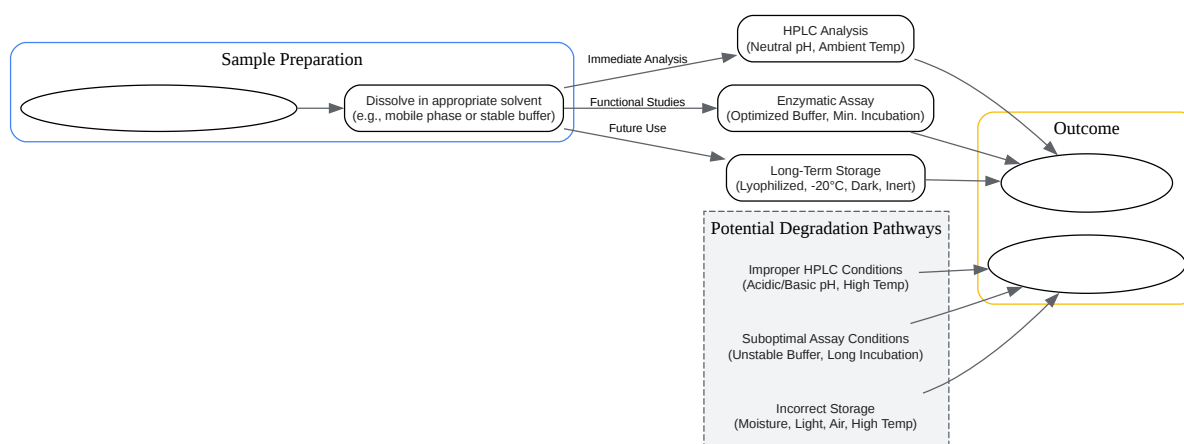 Sample Preparation
Dissolve in appropriate solvent
(e.g., mobile phase or stable buffer)
Immediate Analysis
Functional Studies
Future Use
HPLC Analysis
(Neutral pH, Ambient Temp)
Enzymatic Assay
(Optimized Buffer, Min. Incubation)
Long-Term Storage
(Lyophilized, -20°C, Dark, Inert)
Outcome
Potential Degradation Pathways
Improper HPLC Conditions
(Acidic/Basic pH, High Temp)
Suboptimal Assay Conditions
(Unstable Buffer, Long Incubation)
Incorrect Storage
(Moisture, Light, Air, High Temp)